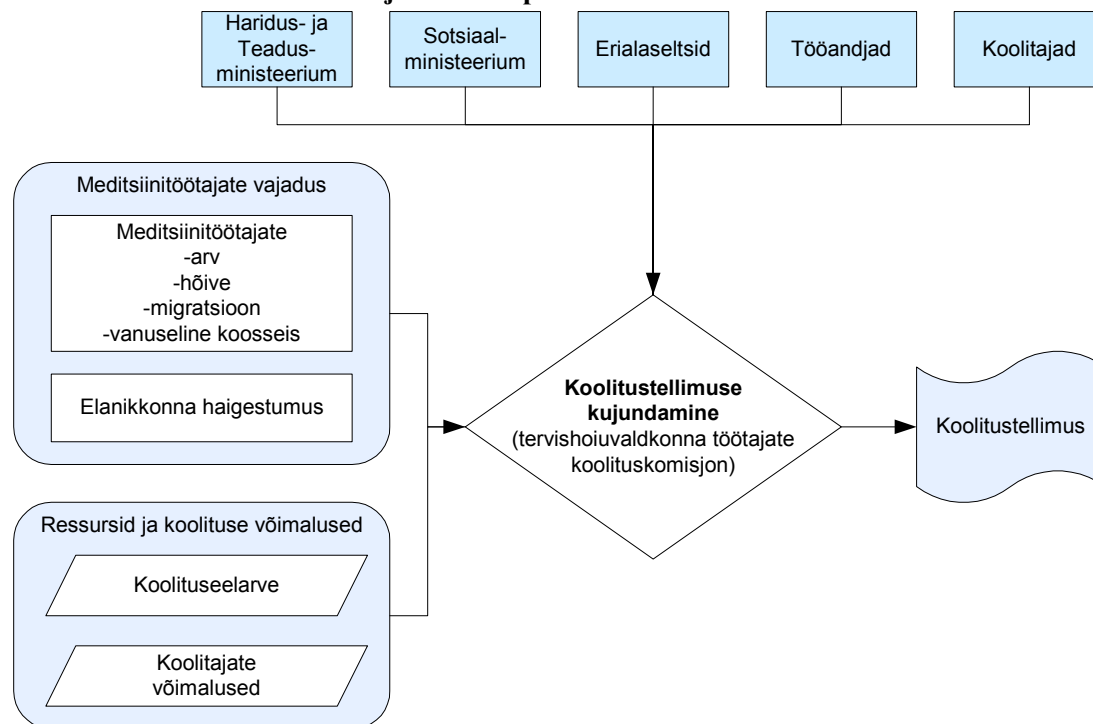 Haridus- ja
Teadus-
ministeerium
Sotsiaal-
ministeerium
Erialaseltsid
Tööandjad
Koolitajad
Meditsiinitöötajate vajadus
Meditsiinitöötajate
-arv
-hõive
-migratsioon
-vanuseline koosseis
Elanikkonna haigestumus
Koolitustellimuse
kujundamine
(tervishoiuvaldkonna töötajate
koolituskomisjon)
Koolitustellimus
Ressursid ja koolituse võimalused
Koolituseelarve
Koolitajate
võimalused